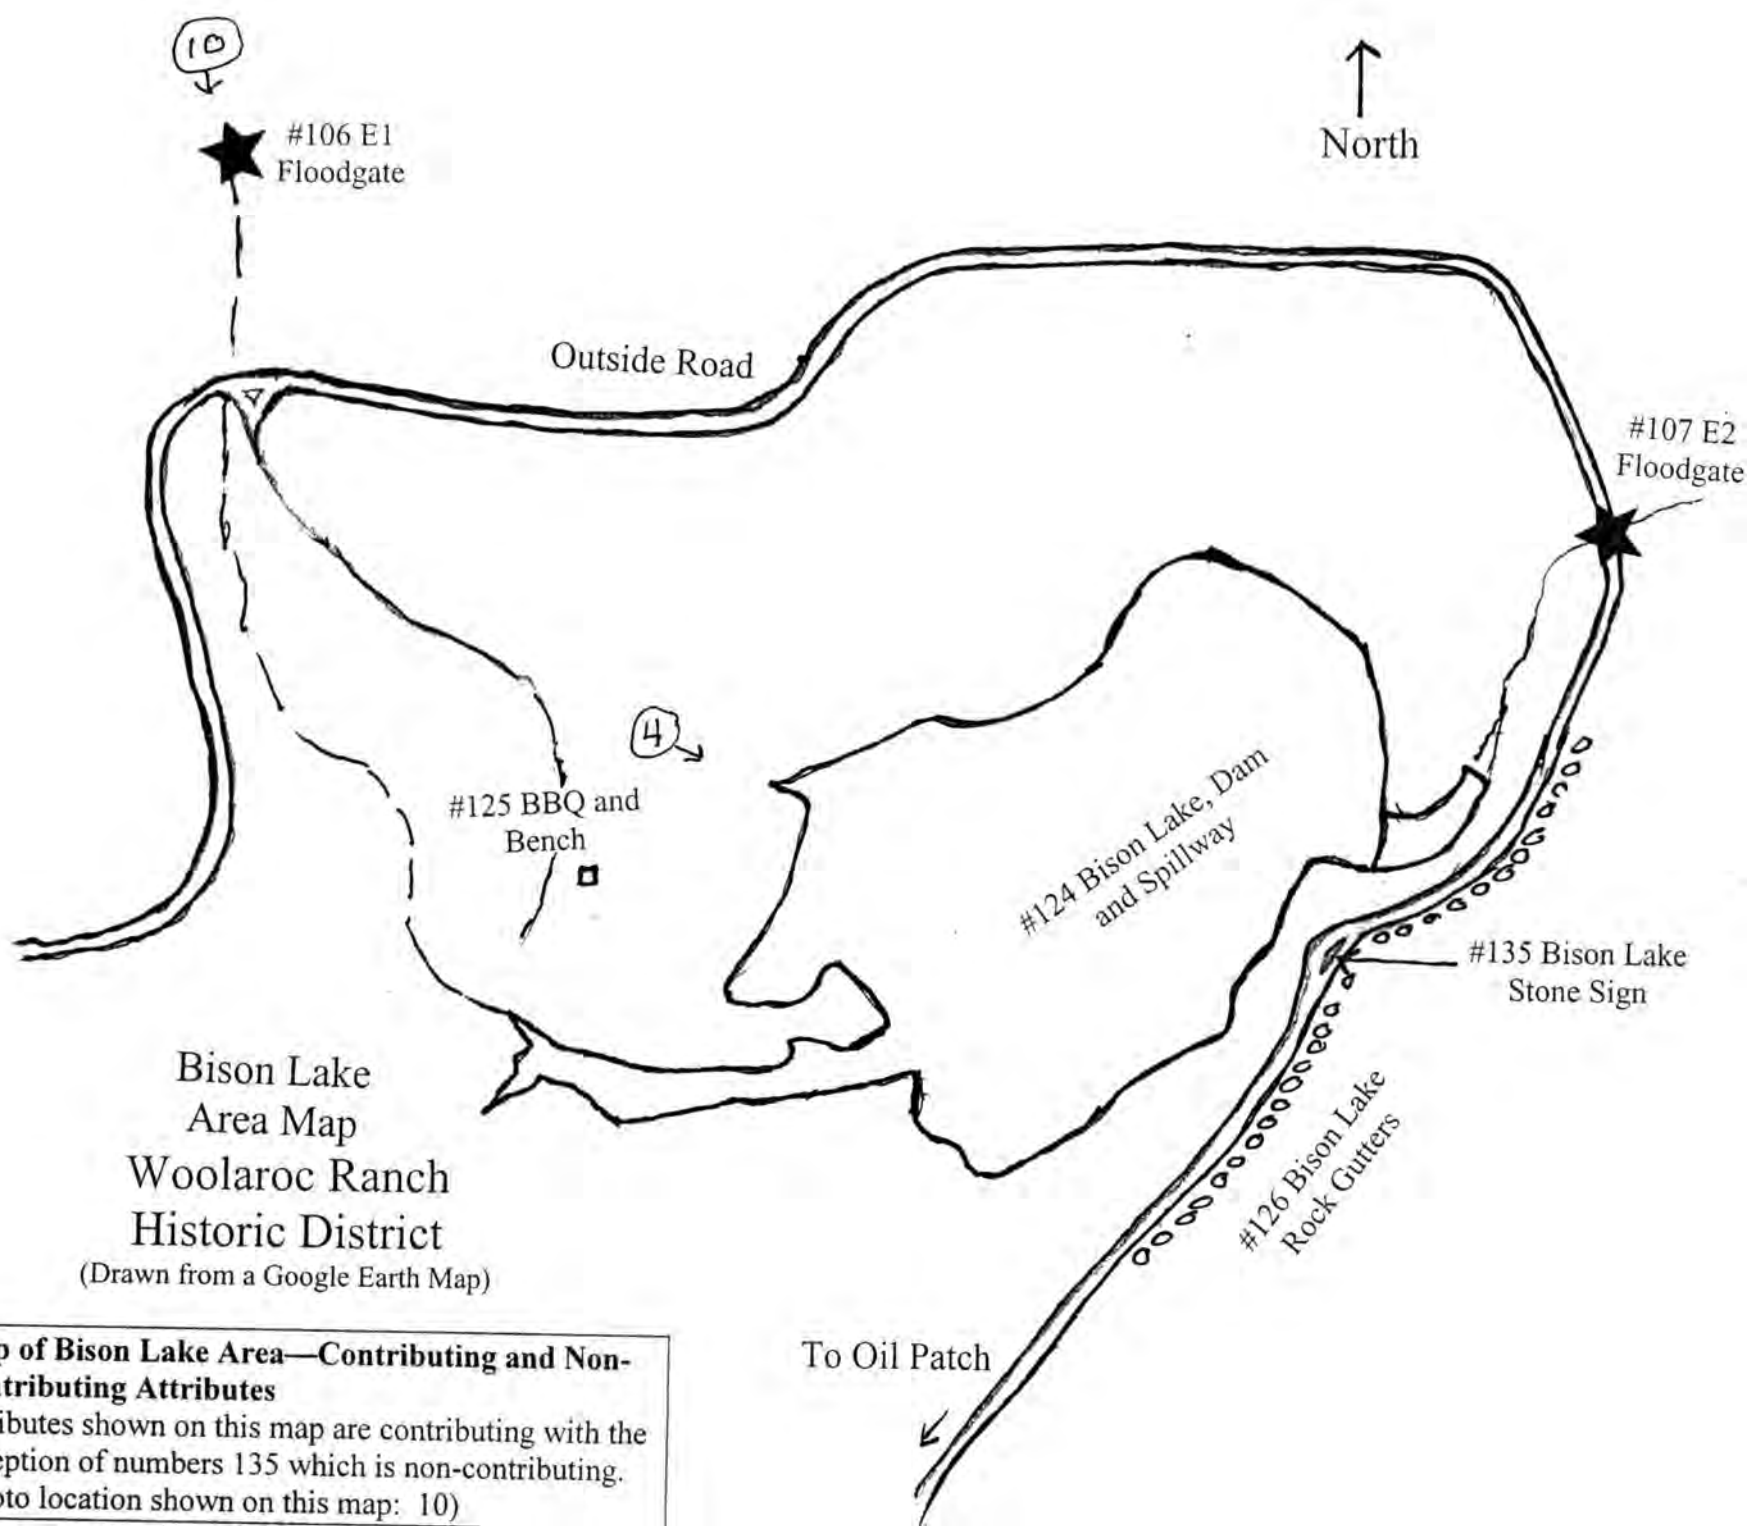 10
#106 E1
Floodgate
North
Outside Road
#107 E2
Floodgate
4
#125 BBQ and
Bench
#124 Bison Lake, Dam
and Spillway
#135 Bison Lake
Stone Sign
#126 Bison Lake
Rock Gutters
Bison Lake
Area Map
Woolaroc Ranch
Historic District
(Drawn from a Google Earth Map)
To Oil Patch
p of Bison Lake Area—Contributing and Non-
tributing Attributes
ibutes shown on this map are contributing with the
eption of numbers 135 which is non-contributing.
oto location shown on this map: 10)